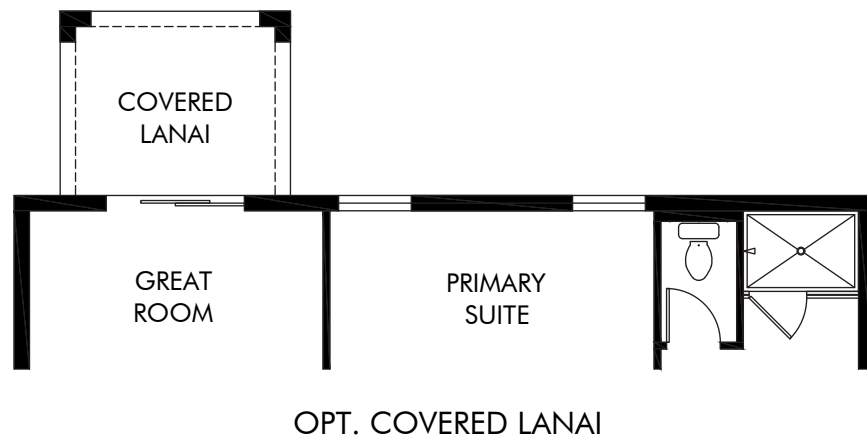 COVERED
LANAI
GREAT
ROOM
PRIMARY
SUITE
OPT. COVERED LANAI